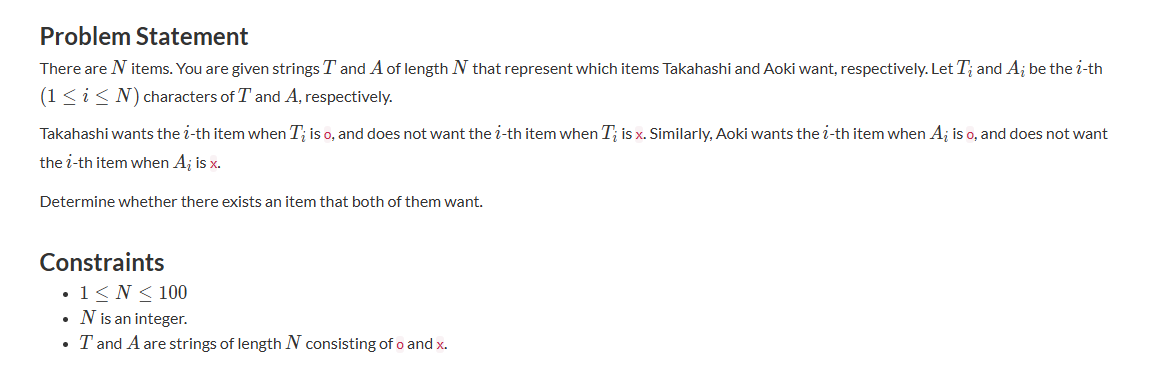 Problem Statement
There are N items. You are given strings T and A of length N that represent which items Takahashi and Aoki want, respectively. Let T_i and A_i be the i-th
(1 ≤ i ≤ N) characters of T and A, respectively.
Takahashi wants the i-th item when T_i is o, and does not want the i-th item when T_i is x. Similarly, Aoki wants the i-th item when A_i is o, and does not want
the i-th item when A_i is x.
Determine whether there exists an item that both of them want.
Constraints
• 1 ≤ N ≤ 100
• N is an integer.
• T and A are strings of length N consisting of o and x.